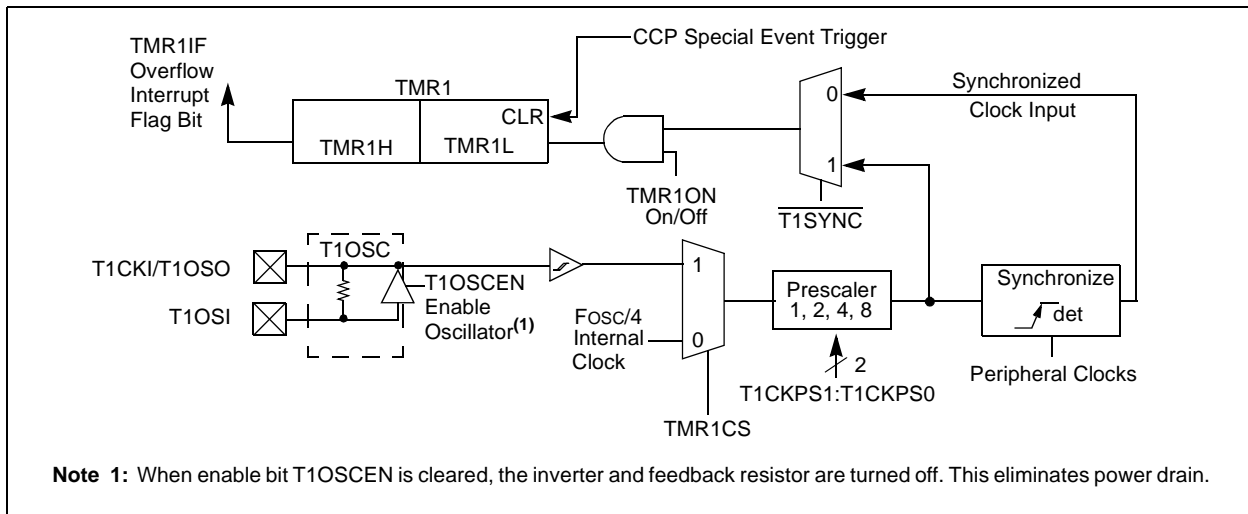 TMR1IF
Overflow
Interrupt
Flag Bit
CCP Special Event Trigger
TMR1
CLR
TMR1H
TMR1L
TMR1ON
On/Off
0
1
T1SYNC
Synchronized
Clock Input
T1CKI/T1OSO
T1OSI
T1OSC
T1OSCEN
Enable
Oscillator(1)
FOSC/4
Internal
Clock
1
0
TMR1CS
Prescaler
1, 2, 4, 8
2
T1CKPS1:T1CKPS0
Synchronize
det
Peripheral Clocks
Note 1: When enable bit T1OSCEN is cleared, the inverter and feedback resistor are turned off. This eliminates power drain.